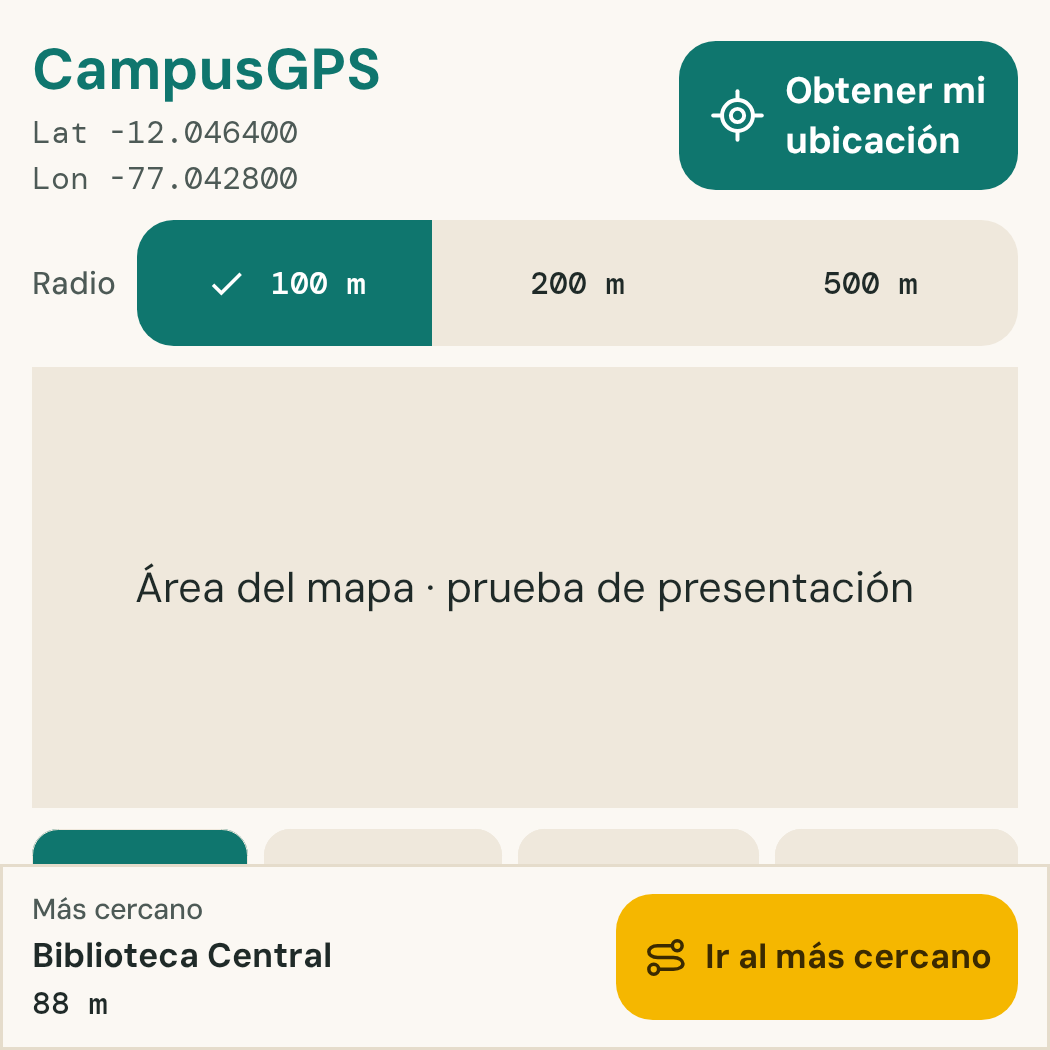 CampusGPS
Lat -12.046400
Lon -77.042800
Obtener mi
ubicación
Radio
100 m
200 m
500 m
Área del mapa · prueba de presentación
Más cercano
Biblioteca Central
88 m
Ir al más cercano